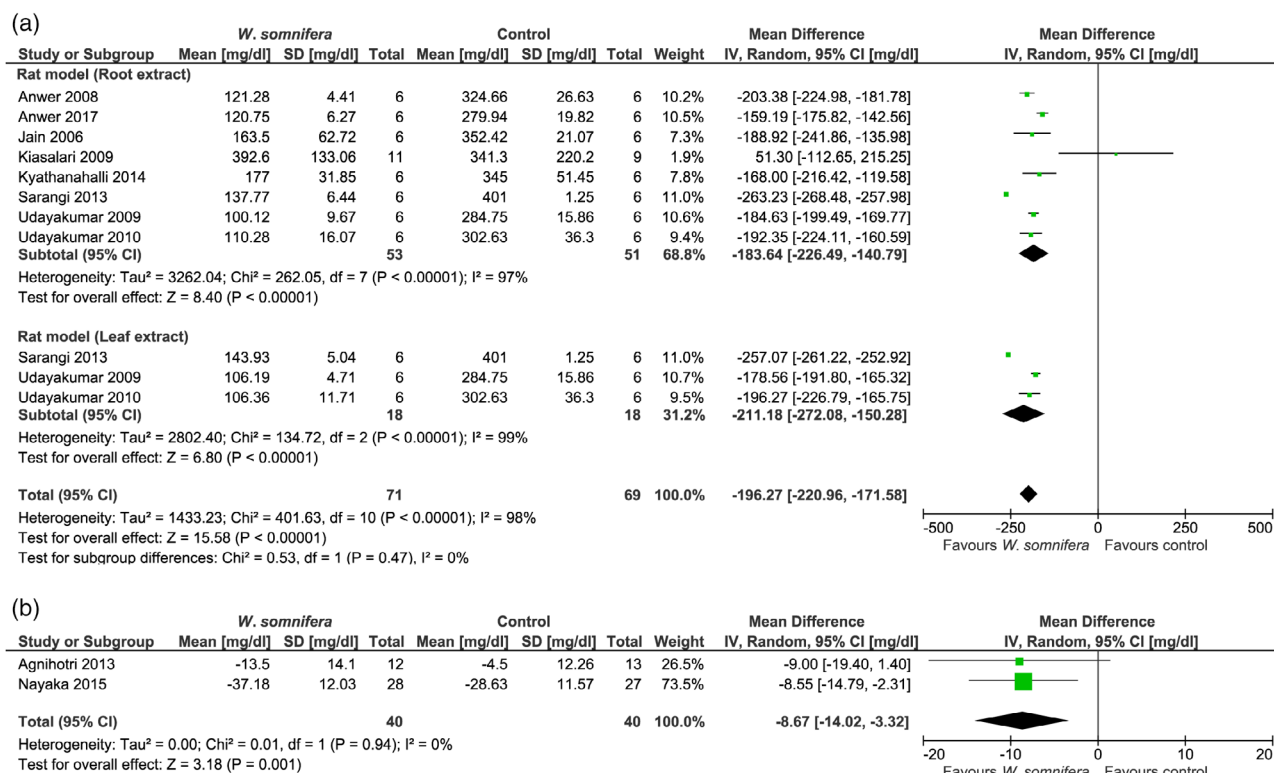 (a)
W. somnifera Control Mean Difference Mean Difference
Study or Subgroup Mean [mg/dl] SD [mg/dl] Total Mean [mg/dl] SD [mg/dl] Total Weight IV, Random, 95% CI [mg/dl] IV, Random, 95% CI [mg/dl]
Rat model (Root extract)
Anwer 2008 121.28 4.41 6 324.66 26.63 6 10.2% -203.38 [-224.98, -181.78]
Anwer 2017 120.75 6.27 6 279.94 19.82 6 10.5% -159.19 [-175.82, -142.56]
Jain 2006 163.5 62.72 6 352.42 21.07 6 7.3% -188.92 [-241.86, -135.98]
Kiasalari 2009 392.6 133.06 11 341.3 220.2 9 1.9% 51.30 [-112.65, 215.25]
Kyathanahalli 2014 177 31.85 6 345 51.45 6 7.8% -168.00 [-216.42, -119.58]
Sarangi 2013 137.77 6.44 6 401 1.25 6 11.0% -263.23 [-268.48, -257.98]
Udayakumar 2009 100.12 9.67 6 284.75 15.86 6 10.6% -184.63 [-199.49, -169.77]
Udayakumar 2010 110.28 16.07 6 302.63 36.3 6 9.4% -192.35 [-224.11, -160.59]
Subtotal (95% CI) 53 51 68.8% -183.64 [-226.49, -140.79]
Heterogeneity: Tau² = 3262.04; Chi² = 262.05, df = 7 (P < 0.00001); I² = 97%
Test for overall effect: Z = 8.40 (P < 0.00001)
Rat model (Leaf extract)
Sarangi 2013 143.93 5.04 6 401 1.25 6 11.0% -257.07 [-261.22, -252.92]
Udayakumar 2009 106.19 4.71 6 284.75 15.86 6 10.7% -178.56 [-191.80, -165.32]
Udayakumar 2010 106.36 11.71 6 302.63 36.3 6 9.5% -196.27 [-226.79, -165.75]
Subtotal (95% CI) 18 18 31.2% -211.18 [-272.08, -150.28]
Heterogeneity: Tau² = 2802.40; Chi² = 134.72, df = 2 (P < 0.00001); I² = 99%
Test for overall effect: Z = 6.80 (P < 0.00001)
Total (95% CI) 71 69 100.0% -196.27 [-220.96, -171.58]
Heterogeneity: Tau² = 1433.23; Chi² = 401.63, df = 10 (P < 0.00001); I² = 98%
Test for overall effect: Z = 15.58 (P < 0.00001)
Test for subgroup differences: Chi² = 0.53, df = 1 (P = 0.47), I² = 0%
-500 -250 0 250 500
Favours W. somnifera Favours control
(b)
W. somnifera Control Mean Difference Mean Difference
Study or Subgroup Mean [mg/dl] SD [mg/dl] Total Mean [mg/dl] SD [mg/dl] Total Weight IV, Random, 95% CI [mg/dl] IV, Random, 95% CI [mg/dl]
Agnihotri 2013 -13.5 14.1 12 -4.5 12.26 13 26.5% -9.00 [-19.40, 1.40]
Nayaka 2015 -37.18 12.03 28 -28.63 11.57 27 73.5% -8.55 [-14.79, -2.31]
Total (95% CI) 40 40 100.0% -8.67 [-14.02, -3.32]
Heterogeneity: Tau² = 0.00; Chi² = 0.01, df = 1 (P = 0.94); I² = 0%
Test for overall effect: Z = 3.18 (P = 0.001)
-20 -10 0 10 20
Favours W. somnifera Favours control